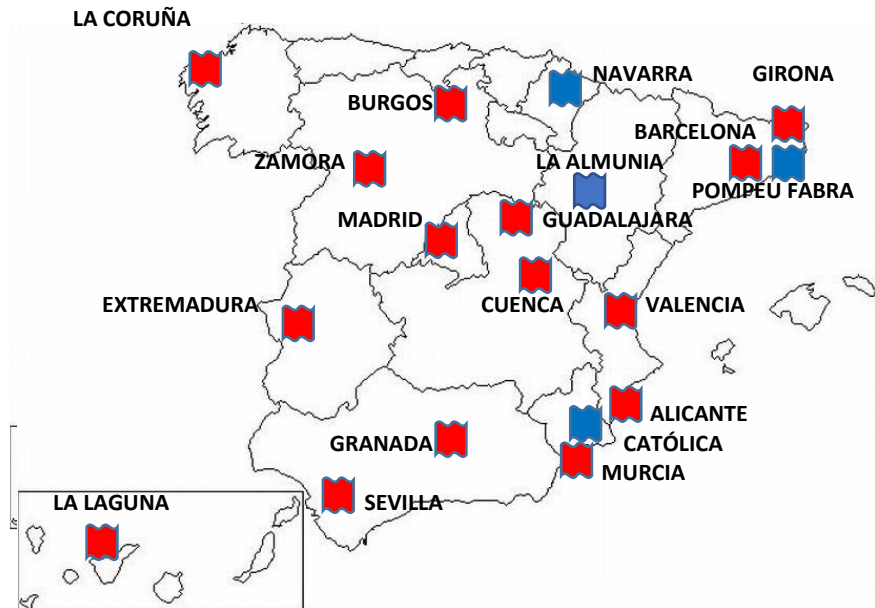 LA CORUÑA
NAVARRA
GIRONA
BURGOS
BARCELONA
ZAMORA
LA ALMUNIA
POMPEU FABRA
MADRID
GUADALAJARA
EXTREMADURA
CUENCA
VALENCIA
ALICANTE
GRANADA
CATÓLICA
MURCIA
LA LAGUNA
SEVILLA